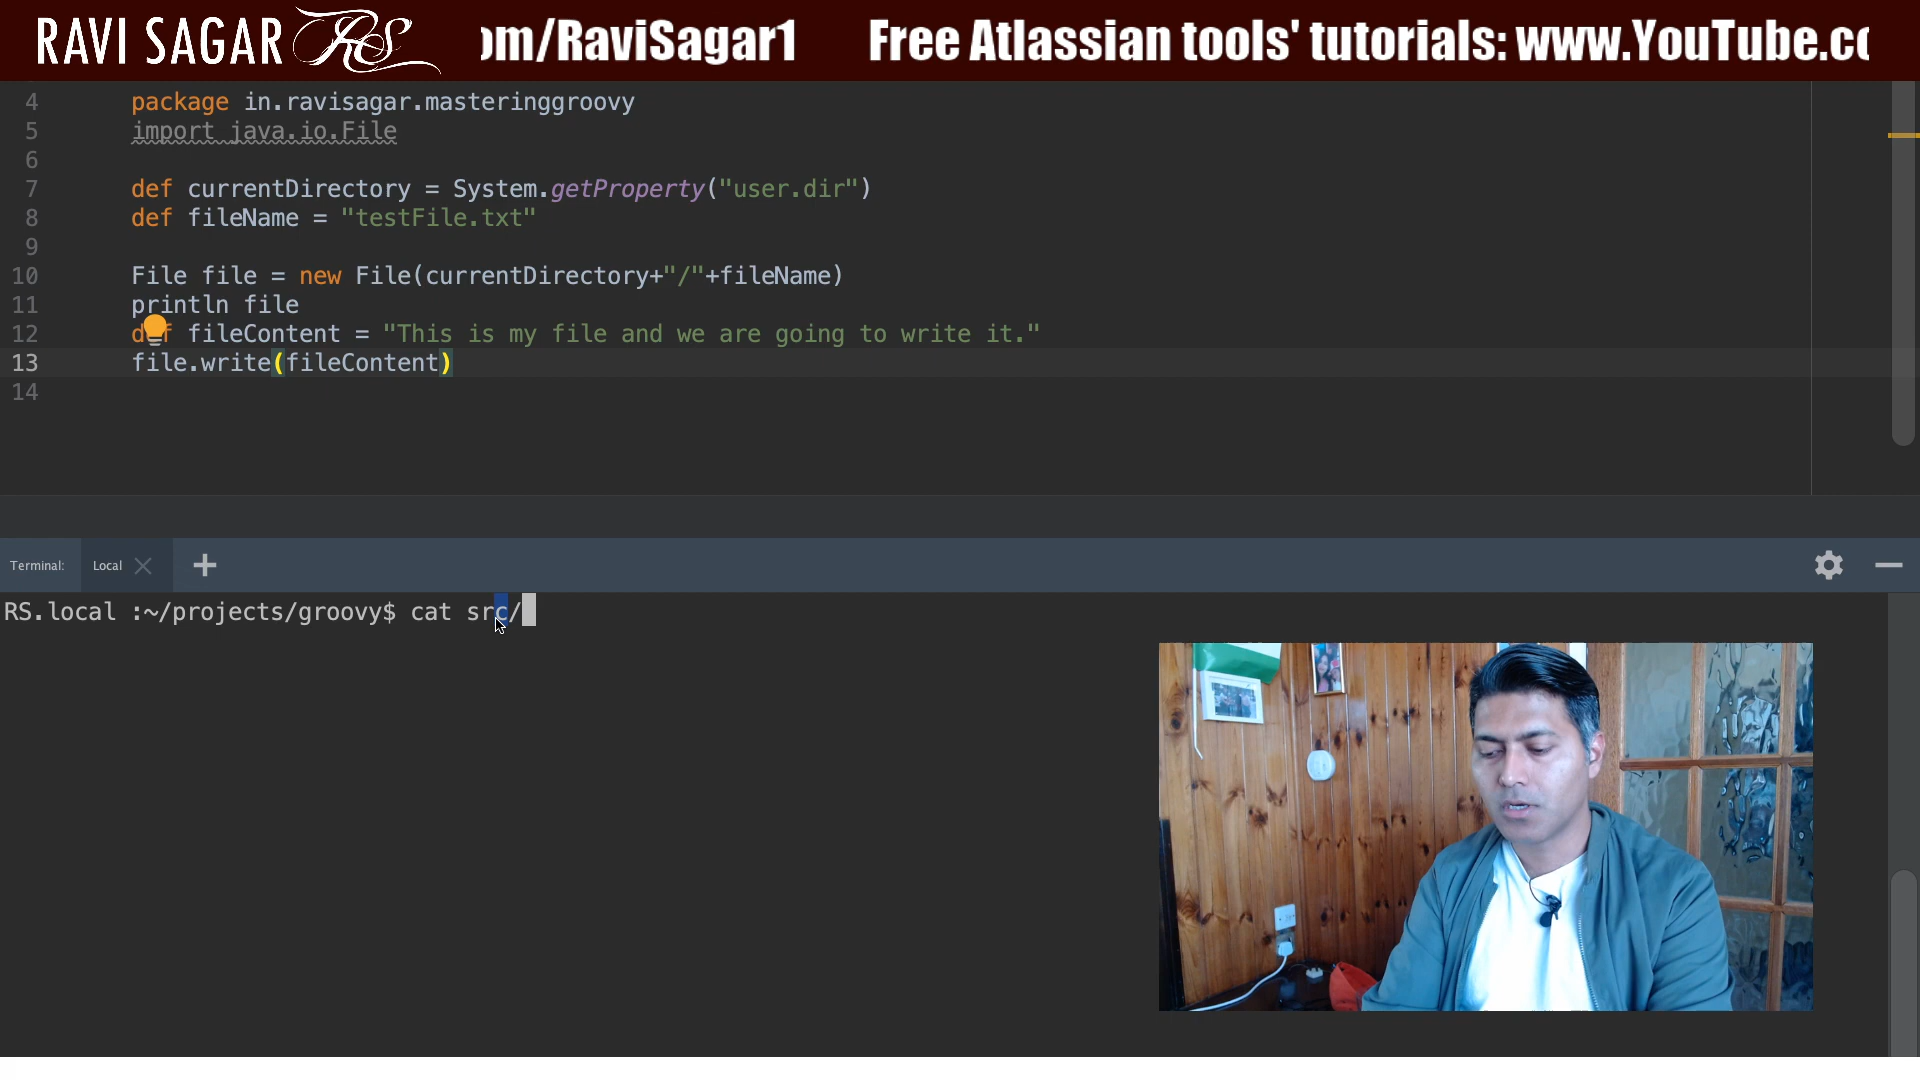 RAVI SAGAR RS om/RaviSagar1 Free Atlassian tools' tutorials: www.YouTube.co
4 package in.ravisagar.masteringgroovy
5 import java.io.File
6
7 def currentDirectory = System.getProperty("user.dir")
8 def fileName = "testFile.txt"
9
10 File file = new File(currentDirectory+"/"+fileName)
11 println file
12 def fileContent = "This is my file and we are going to write it."
13 file.write(fileContent)
14
Terminal: Local
RS.local :~/projects/groovy$ cat src/